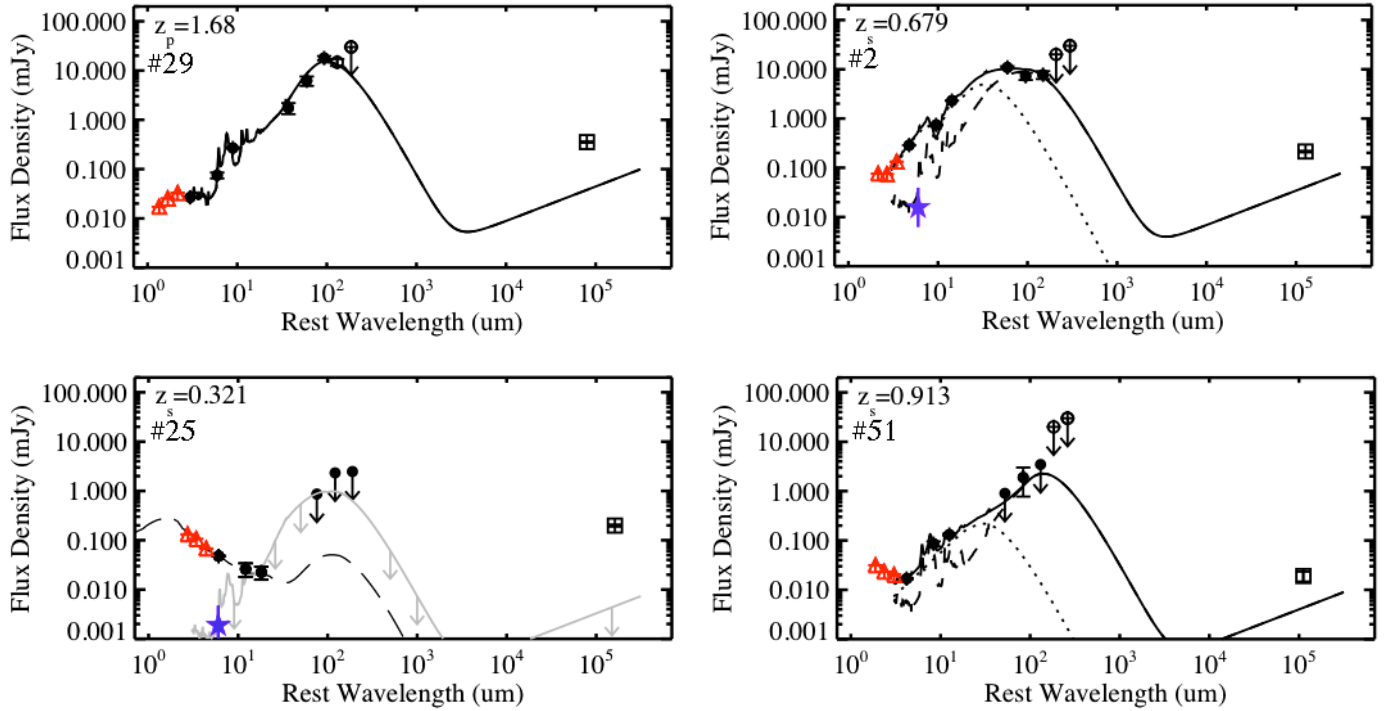 z_p=1.68
#29
100.000
10.000
1.000
0.100
0.010
0.001
Flux Density (mJy)
10^0 10^1 10^2 10^3 10^4 10^5
Rest Wavelength (um)
z_s=0.679
#2
100.000
10.000
1.000
0.100
0.010
0.001
Flux Density (mJy)
10^0 10^1 10^2 10^3 10^4 10^5
Rest Wavelength (um)
z_s=0.321
#25
100.000
10.000
1.000
0.100
0.010
0.001
Flux Density (mJy)
10^0 10^1 10^2 10^3 10^4 10^5
Rest Wavelength (um)
z_s=0.913
#51
100.000
10.000
1.000
0.100
0.010
0.001
Flux Density (mJy)
10^0 10^1 10^2 10^3 10^4 10^5
Rest Wavelength (um)